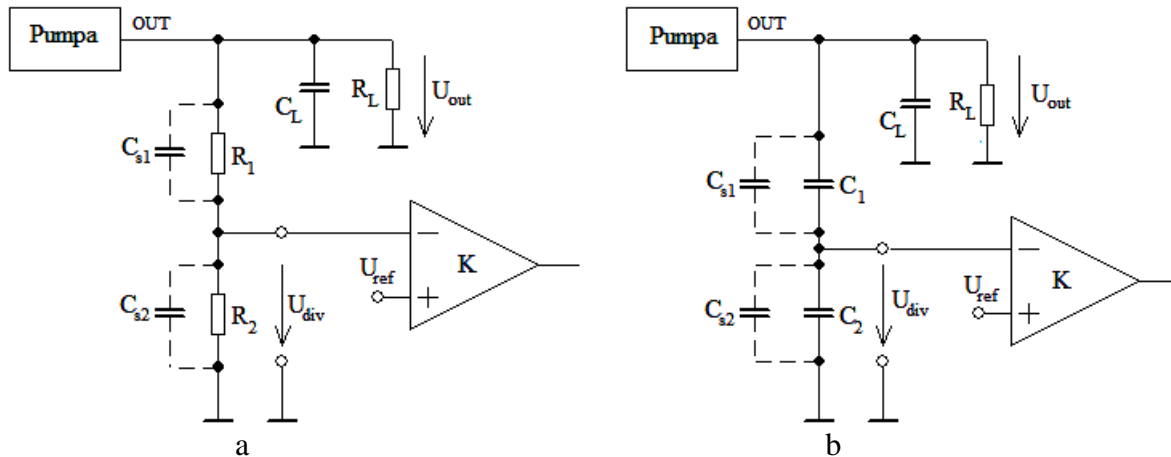 Pumpa
OUT
C_L
R_L
U_out
C_s1
R_1
U_ref
K
C_s2
R_2
U_div
a
Pumpa
OUT
C_L
R_L
U_out
C_s1
C_1
U_ref
K
C_s2
C_2
U_div
b